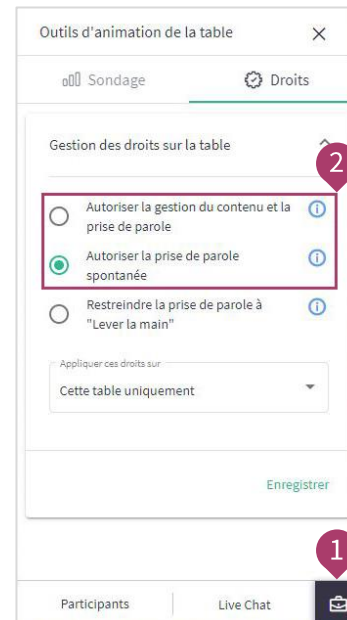 Outils d'animation de la table
Sondage Droits
Gestion des droits sur la table
2
Autoriser la gestion du contenu et la
prise de parole
Autoriser la prise de parole
spontanée
Restreindre la prise de parole à
"Lever la main"
Appliquer ces droits sur
Cette table uniquement
Enregistrer
1
Participants Live Chat